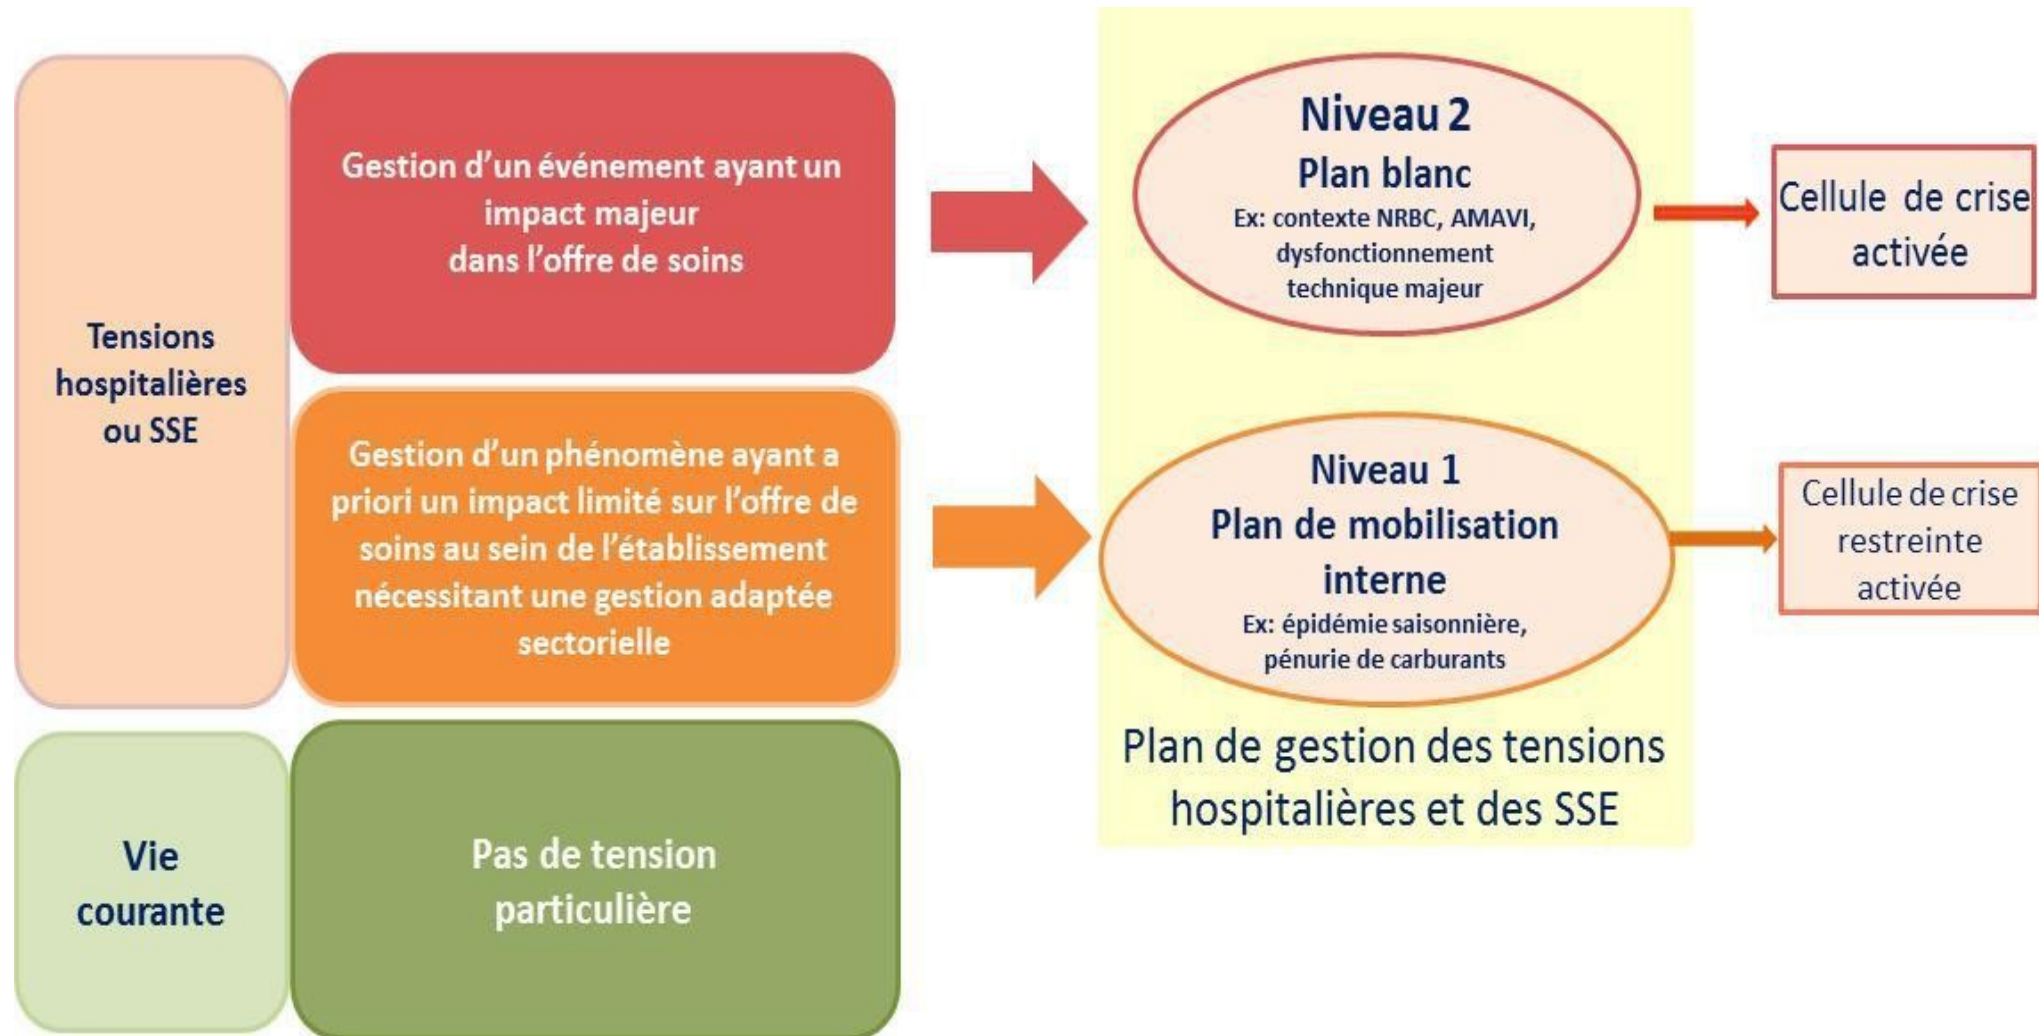 Tensions
hospitalières
ou SSE
Gestion d'un événement ayant un
impact majeur
dans l'offre de soins
Niveau 2
Plan blanc
Ex: contexte NRBC, AMAVI,
dysfonctionnement
technique majeur
Cellule de crise
activée
Gestion d'un phénomène ayant a
priori un impact limité sur l'offre de
soins au sein de l'établissement
nécessitant une gestion adaptée
sectorielle
Niveau 1
Plan de mobilisation
interne
Ex: épidémie saisonnière,
pénurie de carburants
Cellule de crise
restreinte
activée
Plan de gestion des tensions
hospitalières et des SSE
Vie
courante
Pas de tension
particulière